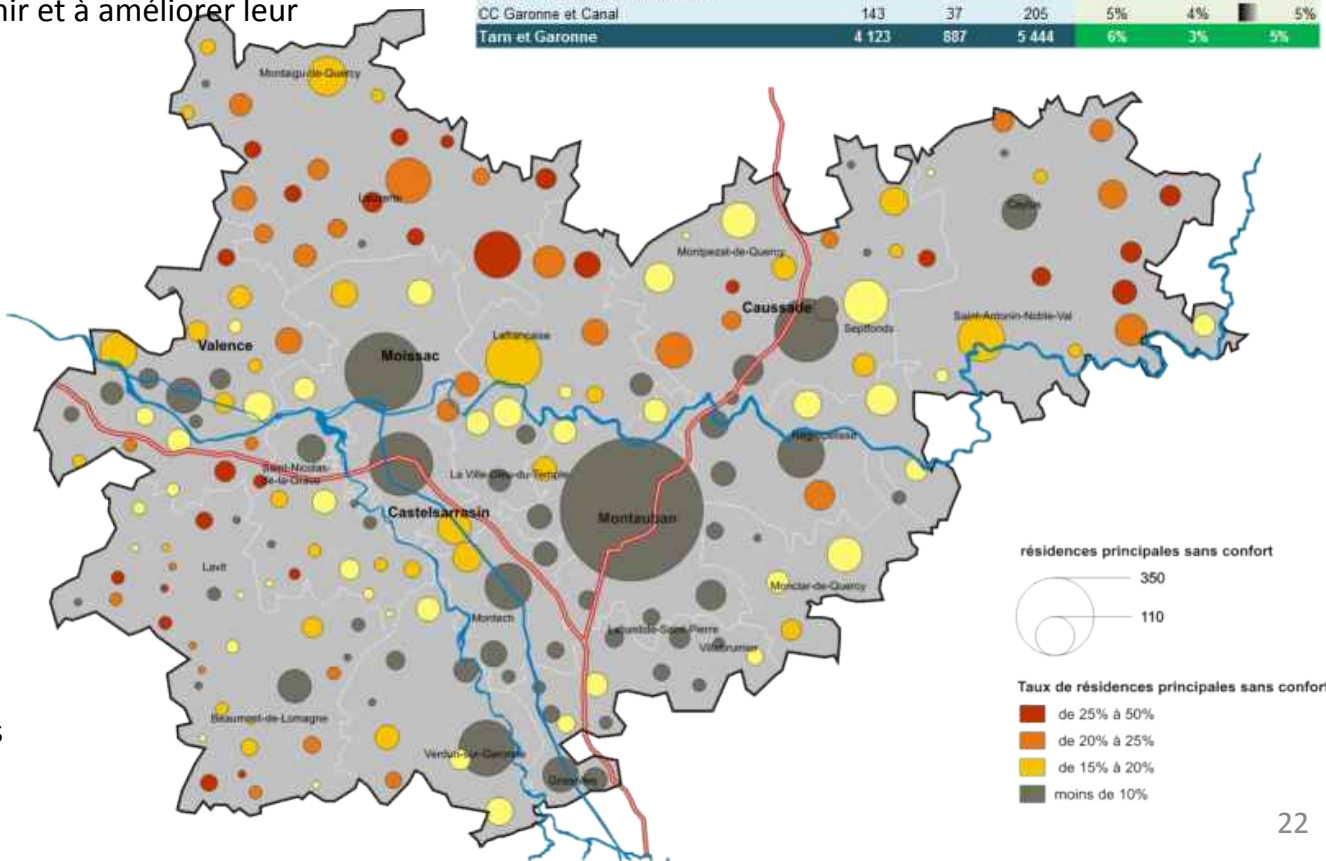 nir et à améliorer leur
CC Garonne et Canal 143 37 205 5% 4% 5%
Tarn et Garonne 4 123 887 5 444 6% 3% 5%
Montaigu-de-Quercy
Lauzerte
Caylus
Montpezat-de-Quercy
Caussade
Septfonds
Saint-Antonin-Noble-Val
Valence
Moissac
Lafrançaise
Nègrepelisse
Saint-Nicolas-
de-la-Grave
La Ville-Dieu-du-Temple
Castelsarrasin
Montauban
Lavit
Monclar-de-Quercy
Montech
Labastide-Saint-Pierre
Villebrumier
Beaumont-de-Lomagne
Verdun-sur-Garonne
Grisolles
s
résidences principales sans confort
350
110
Taux de résidences principales sans confort
de 25% à 50%
de 20% à 25%
de 15% à 20%
moins de 10%
22